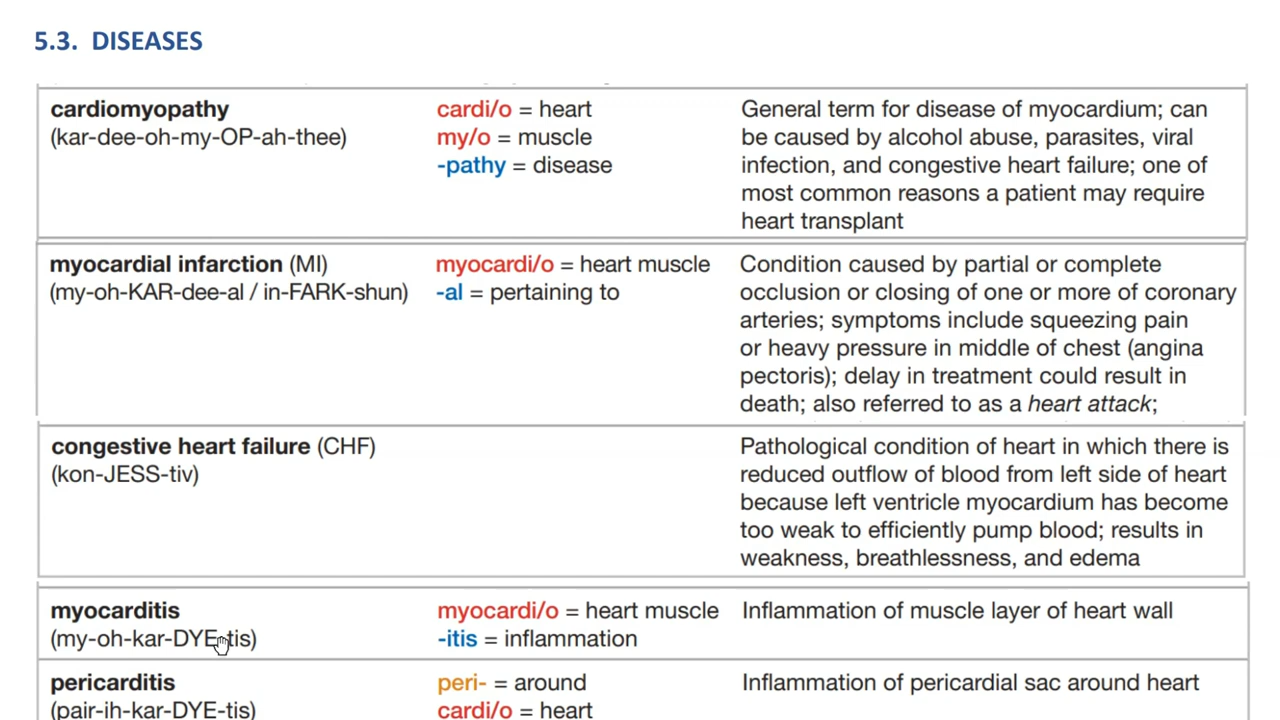 5.3. DISEASES
cardiomyopathy
(kar-dee-oh-my-OP-ah-thee)
cardi/o = heart
my/o = muscle
-pathy = disease
General term for disease of myocardium; can
be caused by alcohol abuse, parasites, viral
infection, and congestive heart failure; one of
most common reasons a patient may require
heart transplant
myocardial infarction (MI)
(my-oh-KAR-dee-al / in-FARK-shun)
myocardi/o = heart muscle
-al = pertaining to
Condition caused by partial or complete
occlusion or closing of one or more of coronary
arteries; symptoms include squeezing pain
or heavy pressure in middle of chest (angina
pectoris); delay in treatment could result in
death; also referred to as a heart attack;
congestive heart failure (CHF)
(kon-JESS-tiv)
Pathological condition of heart in which there is
reduced outflow of blood from left side of heart
because left ventricle myocardium has become
too weak to efficiently pump blood; results in
weakness, breathlessness, and edema
myocarditis
(my-oh-kar-DYE-tis)
myocardi/o = heart muscle
-itis = inflammation
Inflammation of muscle layer of heart wall
pericarditis
(pair-ih-kar-DYE-tis)
peri- = around
cardi/o = heart
Inflammation of pericardial sac around heart